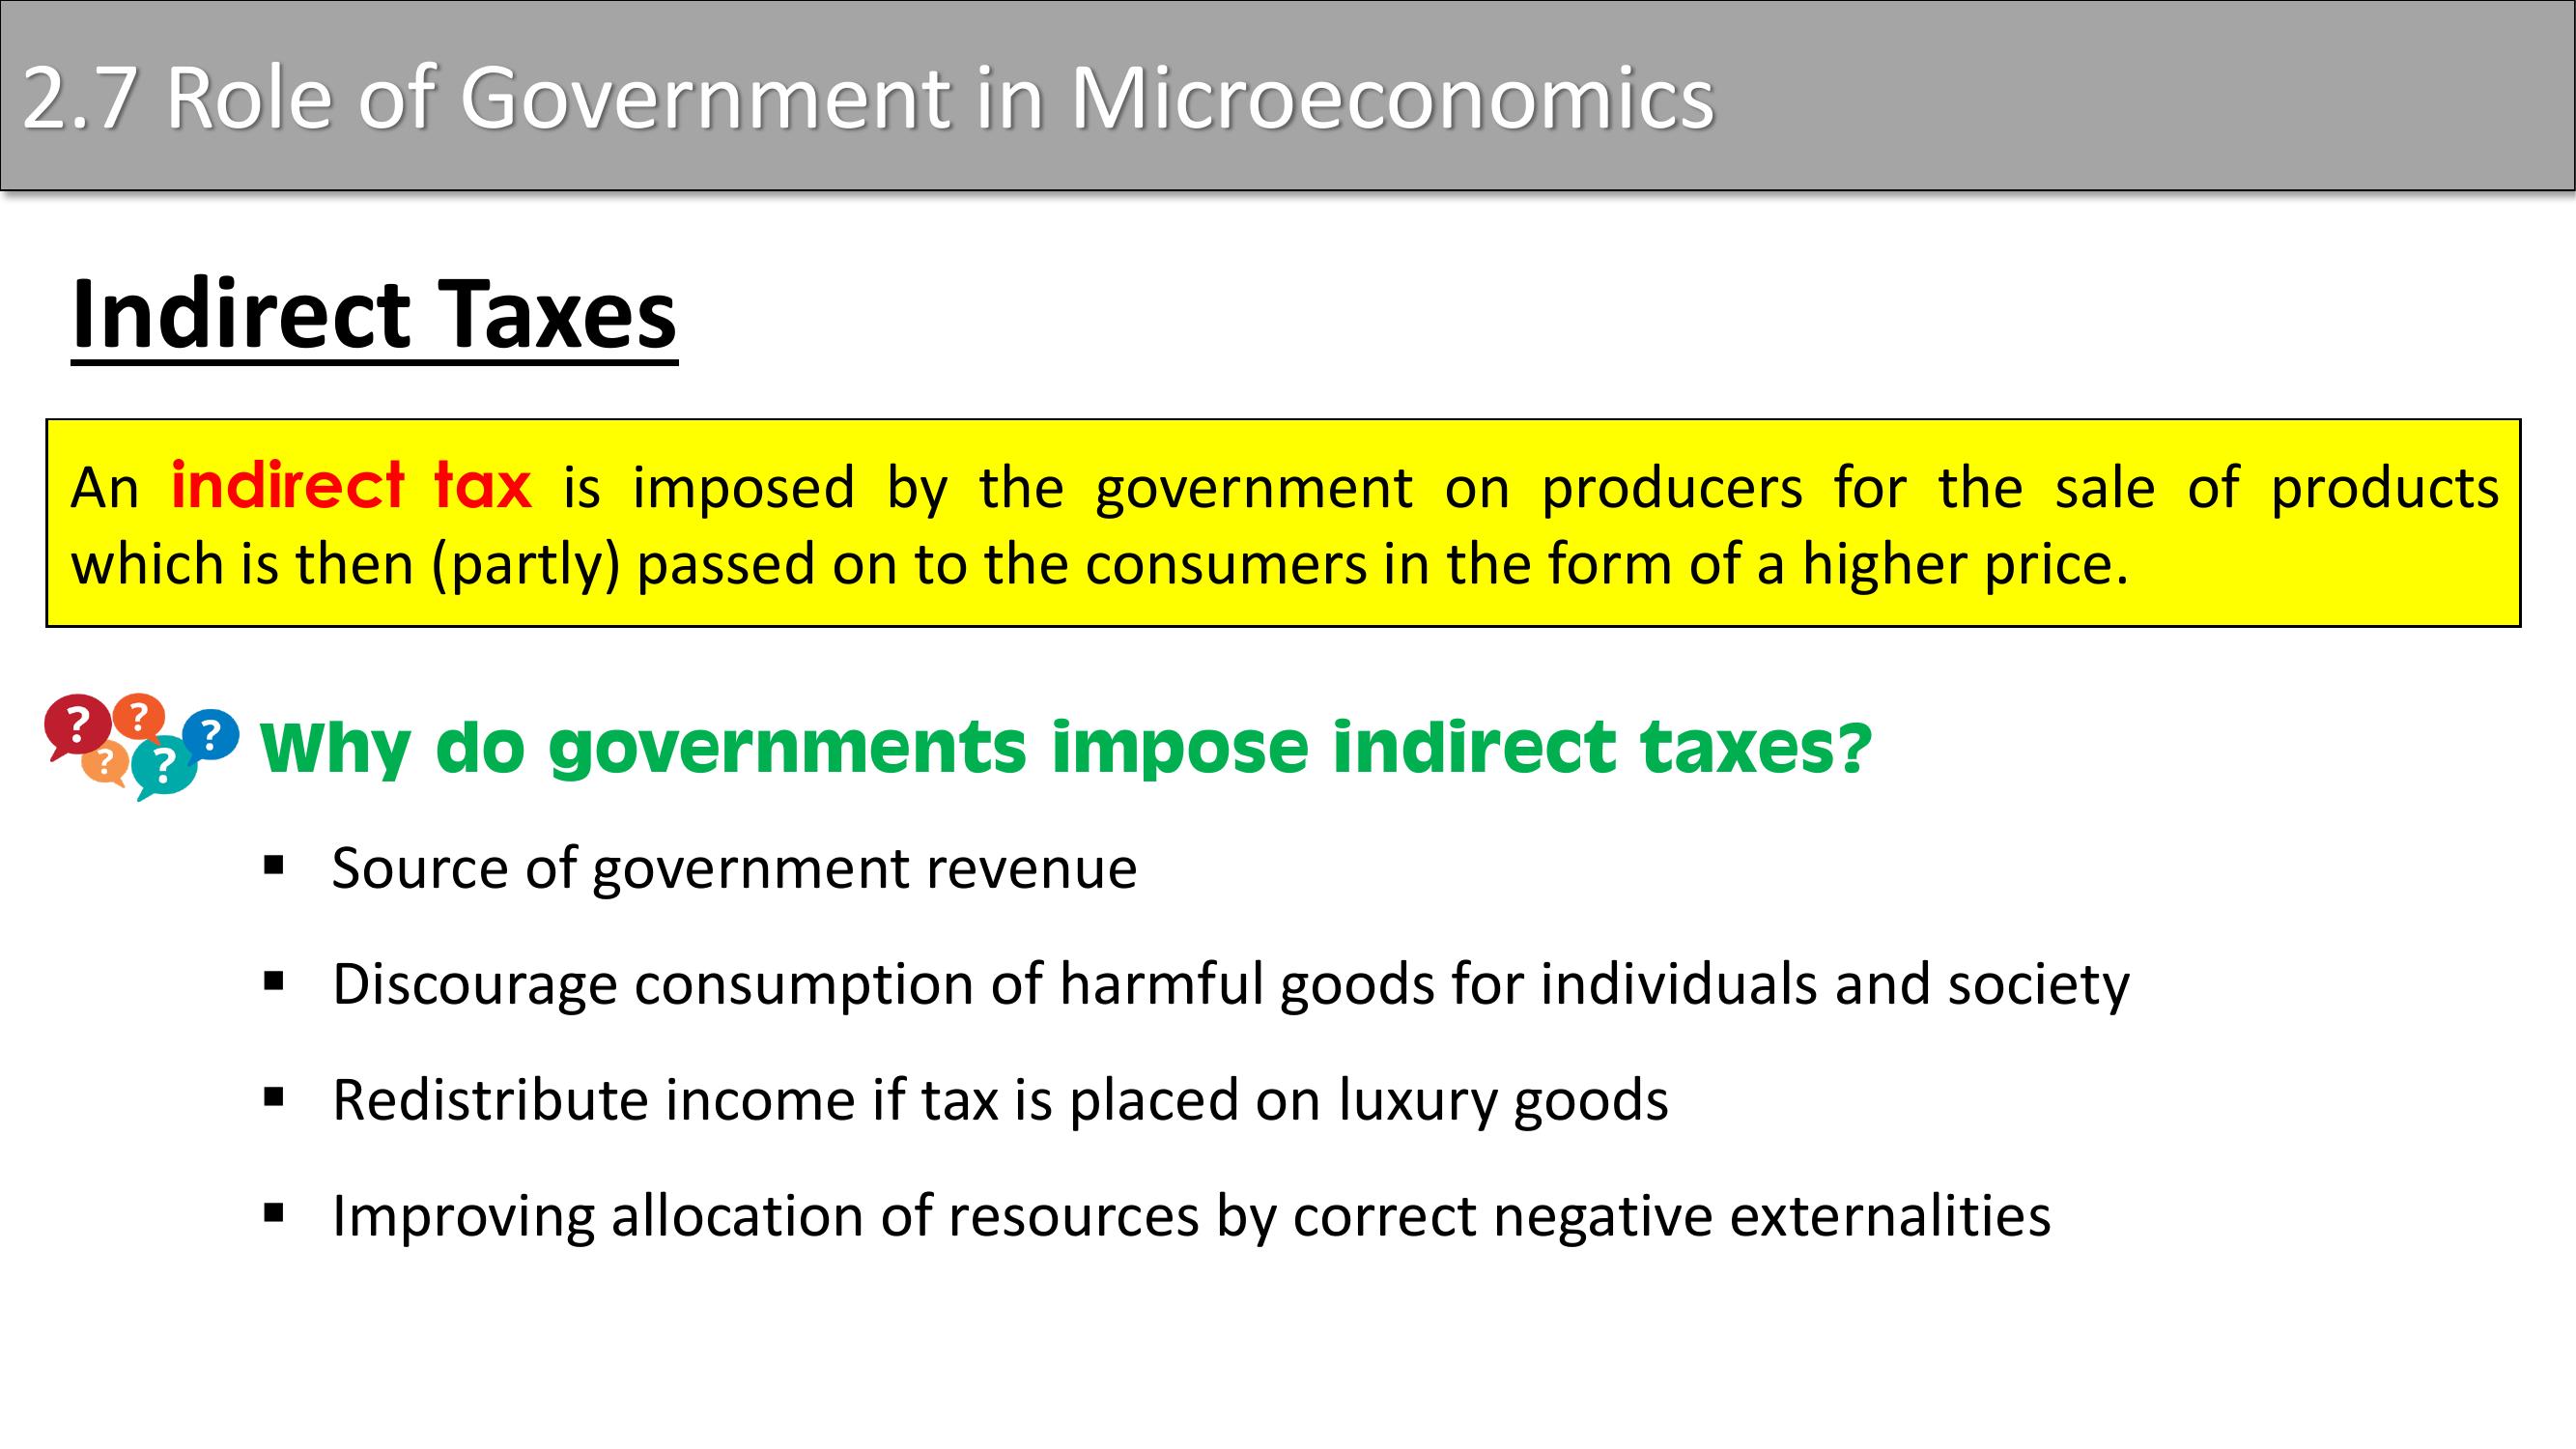 2.7 Role of Government in Microeconomics
Indirect Taxes
An indirect tax is imposed by the government on producers for the sale of products
which is then (partly) passed on to the consumers in the form of a higher price.
? ? ? ? ?
Why do governments impose indirect taxes?
▪ Source of government revenue
▪ Discourage consumption of harmful goods for individuals and society
▪ Redistribute income if tax is placed on luxury goods
▪ Improving allocation of resources by correct negative externalities